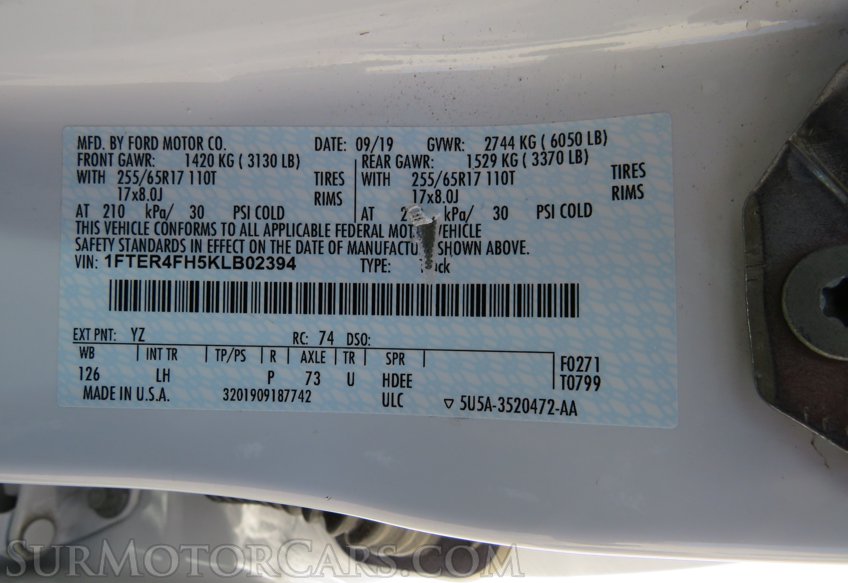 MFD. BY FORD MOTOR CO. DATE: 09/19 GVWR: 2744 KG ( 6050 LB)
FRONT GAWR: 1420 KG ( 3130 LB) REAR GAWR: 1529 KG ( 3370 LB)
WITH 255/65R17 110T TIRES WITH 255/65R17 110T TIRES
17x8.0J RIMS 17x8.0J RIMS
AT 210 kPa/ 30 PSI COLD AT kPa/ 30 PSI COLD
THIS VEHICLE CONFORMS TO ALL APPLICABLE FEDERAL VEHICLE
SAFETY STANDARDS IN EFFECT ON THE DATE OF SHOWN ABOVE.
VIN: 1FTER4FH5KLB02394 TYPE:
EXT PNT: YZ RC: 74 DSO:
WB INT TR TP/PS R AXLE TR SPR F0271
126 LH P 73 U HDEE T0799
MADE IN U.S.A. 3201909187742 ULC ▽ 5U5A-3520472-AA
SURMOTORCARS.COM